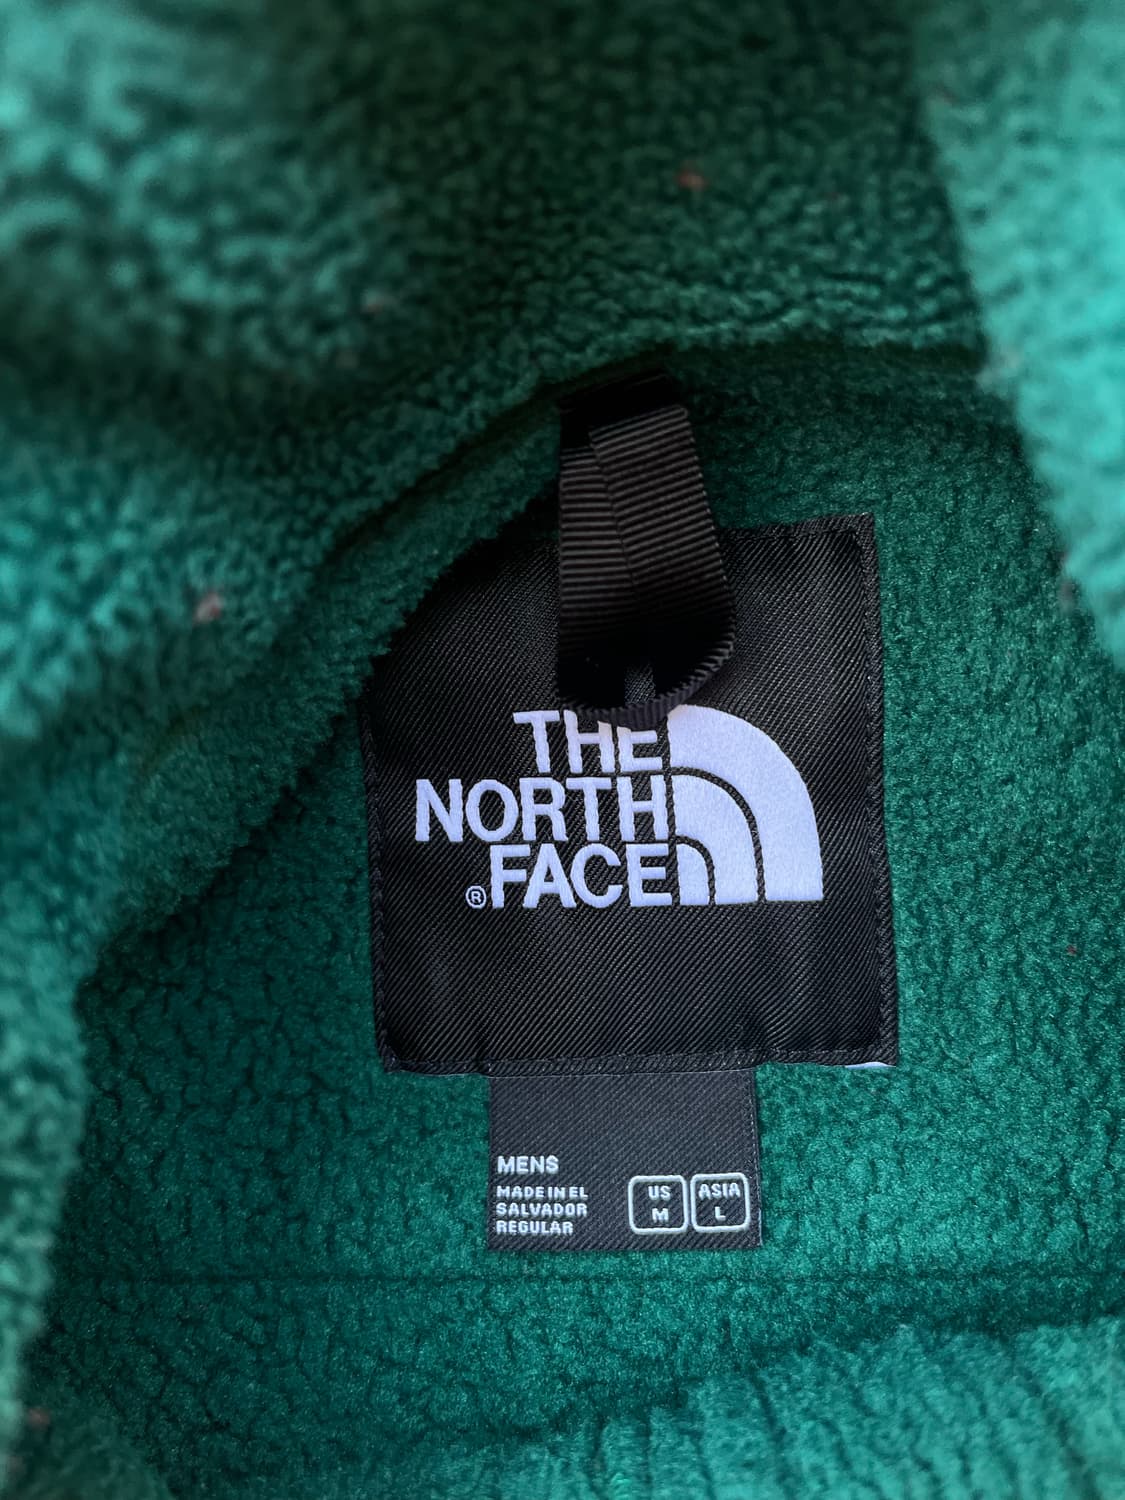 THE
NORTH
FACE
®
MENS
MADE IN EL
SALVADOR
REGULAR
US
M
ASIA
L